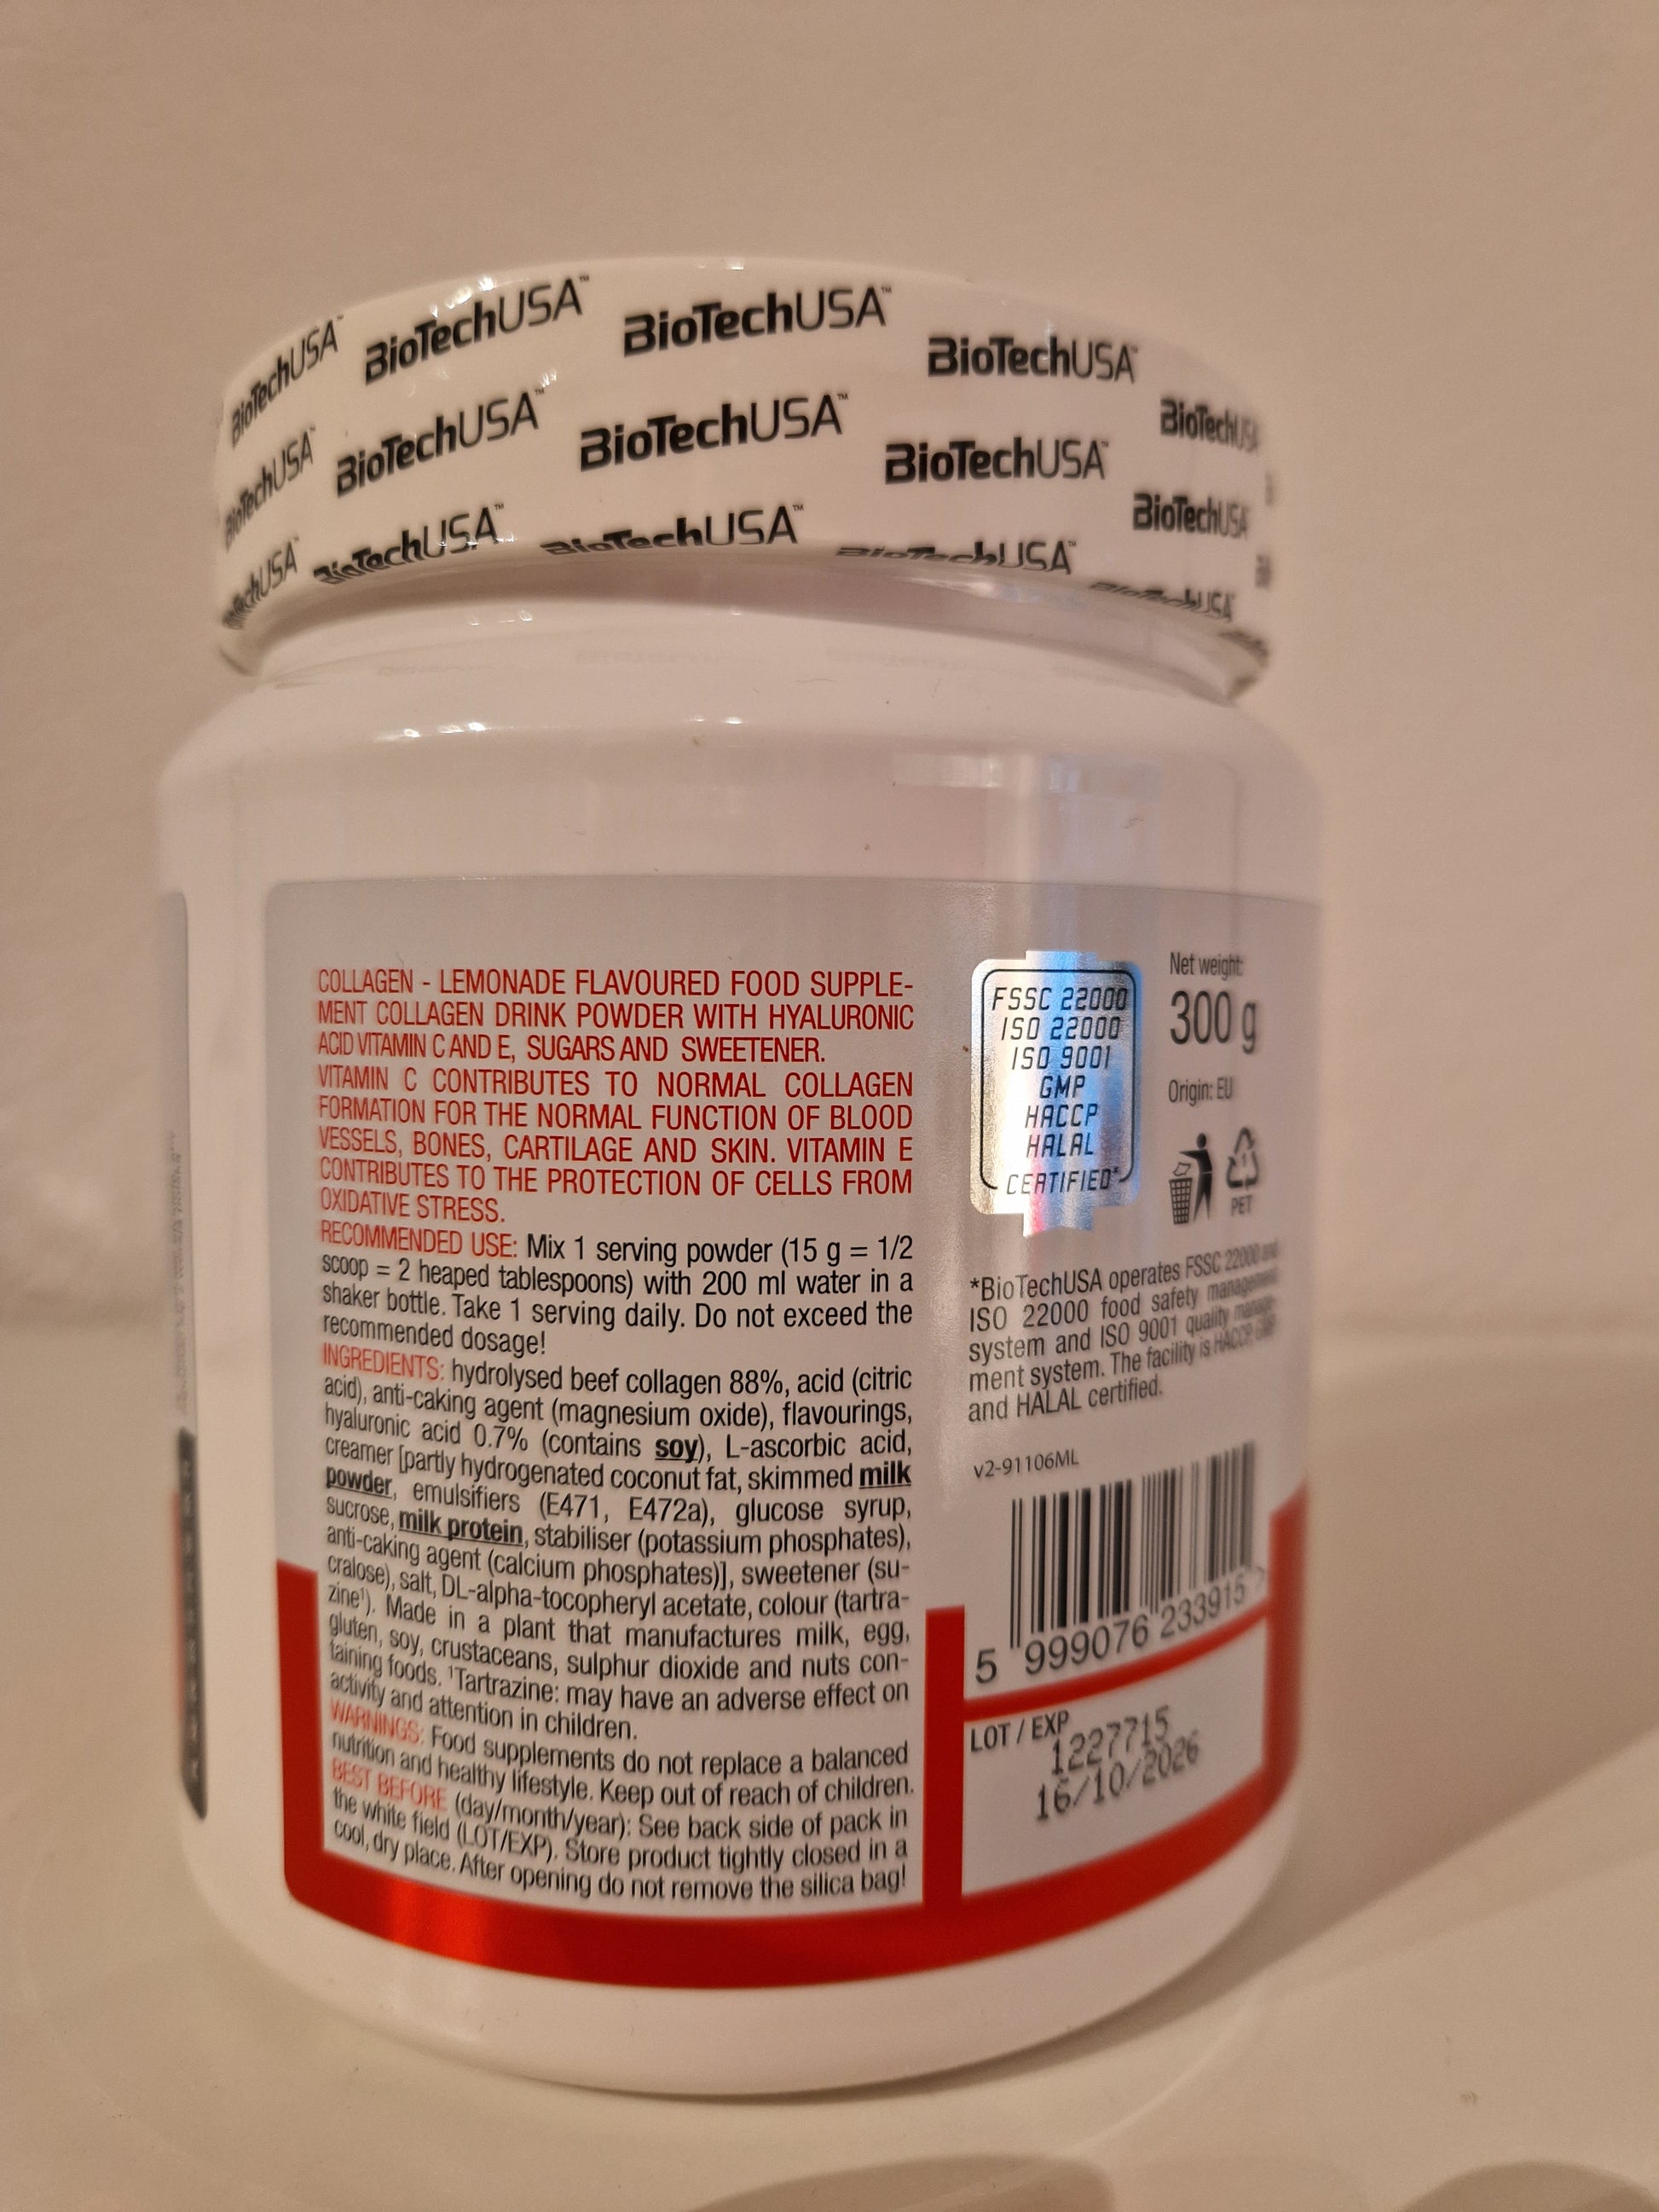 BioTechUSA™
BioTechUSA™
BioTechUSA™
BioTechUSA™
BioTechUSA
BioTechUSA™
BioTechUSA™
BioTechUSA™
BioTechUSA™
BioTechUSA
BioTechUSA
BioTechUSA™
BioTechUSA™
BioTechUSA™
BioTechUSA
COLLAGEN - LEMONADE FLAVOURED FOOD SUPPLE-
MENT COLLAGEN DRINK POWDER WITH HYALURONIC
ACID VITAMIN C AND E, SUGARS AND SWEETENER.
VITAMIN C CONTRIBUTES TO NORMAL COLLAGEN
FORMATION FOR THE NORMAL FUNCTION OF BLOOD
VESSELS, BONES, CARTILAGE AND SKIN. VITAMIN E
CONTRIBUTES TO THE PROTECTION OF CELLS FROM
OXIDATIVE STRESS.
RECOMMENDED USE: Mix 1 serving powder (15 g = 1/2
scoop = 2 heaped tablespoons) with 200 ml water in a
shaker bottle. Take 1 serving daily. Do not exceed the
recommended dosage!
INGREDIENTS: hydrolysed beef collagen 88%, acid (citric
acid), anti-caking agent (magnesium oxide), flavourings,
hyaluronic acid 0.7% (contains soy), L-ascorbic acid,
creamer [partly hydrogenated coconut fat, skimmed milk
powder, emulsifiers (E471, E472a), glucose syrup,
sucrose, milk protein, stabiliser (potassium phosphates),
anti-caking agent (calcium phosphates)], sweetener (su-
cralose), salt, DL-alpha-tocopheryl acetate, colour (tartra-
zine¹). Made in a plant that manufactures milk, egg,
gluten, soy, crustaceans, sulphur dioxide and nuts con-
taining foods. ¹Tartrazine: may have an adverse effect on
activity and attention in children.
WARNINGS: Food supplements do not replace a balanced
nutrition and healthy lifestyle. Keep out of reach of children.
BEST BEFORE (day/month/year): See back side of pack in
the white field (LOT/EXP). Store product tightly closed in a
cool, dry place. After opening do not remove the silica bag!
FSSC 22000
ISO 22000
ISO 9001
GMP
HACCP
HALAL
CERTIFIED*
Net weight:
300 g
Origin: EU
1
PET
*BioTechUSA operates FSSC 22000 and
ISO 22000 food safety management
system and ISO 9001 quality manage-
ment system. The facility is HACCP, GMP
and HALAL certified.
v2-91106ML
5 999076 233915 >
LOT / EXP
1227715
16/10/2026